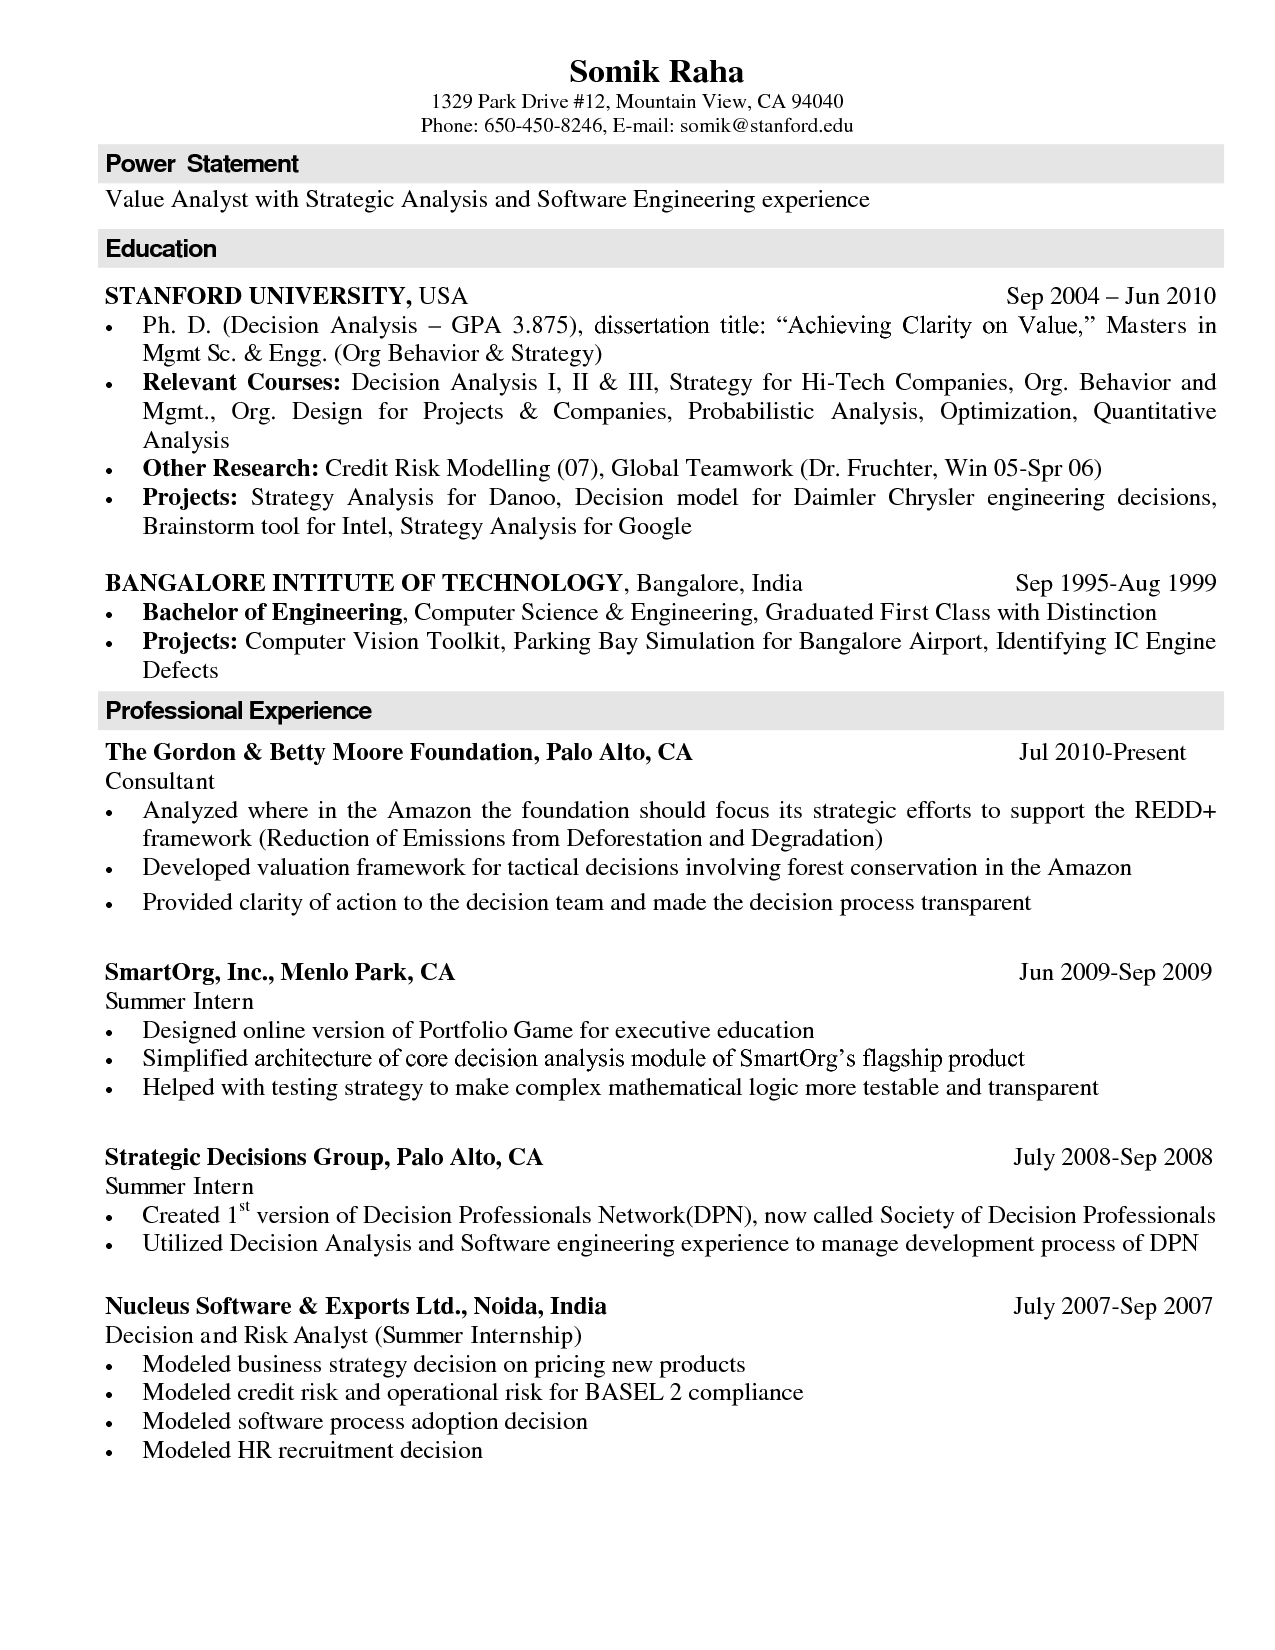 Somik Raha
1329 Park Drive #12, Mountain View, CA 94040
Phone: 650-450-8246, E-mail: somik@stanford.edu
Power Statement
Value Analyst with Strategic Analysis and Software Engineering experience
Education
STANFORD UNIVERSITY, USA Sep 2004 – Jun 2010
• Ph. D. (Decision Analysis – GPA 3.875), dissertation title: “Achieving Clarity on Value,” Masters in
Mgmt Sc. & Engg. (Org Behavior & Strategy)
• Relevant Courses: Decision Analysis I, II & III, Strategy for Hi-Tech Companies, Org. Behavior and
Mgmt., Org. Design for Projects & Companies, Probabilistic Analysis, Optimization, Quantitative
Analysis
• Other Research: Credit Risk Modelling (07), Global Teamwork (Dr. Fruchter, Win 05-Spr 06)
• Projects: Strategy Analysis for Danoo, Decision model for Daimler Chrysler engineering decisions,
Brainstorm tool for Intel, Strategy Analysis for Google
BANGALORE INTITUTE OF TECHNOLOGY, Bangalore, India Sep 1995-Aug 1999
• Bachelor of Engineering, Computer Science & Engineering, Graduated First Class with Distinction
• Projects: Computer Vision Toolkit, Parking Bay Simulation for Bangalore Airport, Identifying IC Engine
Defects
Professional Experience
The Gordon & Betty Moore Foundation, Palo Alto, CA Jul 2010-Present
Consultant
• Analyzed where in the Amazon the foundation should focus its strategic efforts to support the REDD+
framework (Reduction of Emissions from Deforestation and Degradation)
• Developed valuation framework for tactical decisions involving forest conservation in the Amazon
• Provided clarity of action to the decision team and made the decision process transparent
SmartOrg, Inc., Menlo Park, CA Jun 2009-Sep 2009
Summer Intern
• Designed online version of Portfolio Game for executive education
• Simplified architecture of core decision analysis module of SmartOrg’s flagship product
• Helped with testing strategy to make complex mathematical logic more testable and transparent
Strategic Decisions Group, Palo Alto, CA July 2008-Sep 2008
Summer Intern
• Created 1st version of Decision Professionals Network(DPN), now called Society of Decision Professionals
• Utilized Decision Analysis and Software engineering experience to manage development process of DPN
Nucleus Software & Exports Ltd., Noida, India July 2007-Sep 2007
Decision and Risk Analyst (Summer Internship)
• Modeled business strategy decision on pricing new products
• Modeled credit risk and operational risk for BASEL 2 compliance
• Modeled software process adoption decision
• Modeled HR recruitment decision